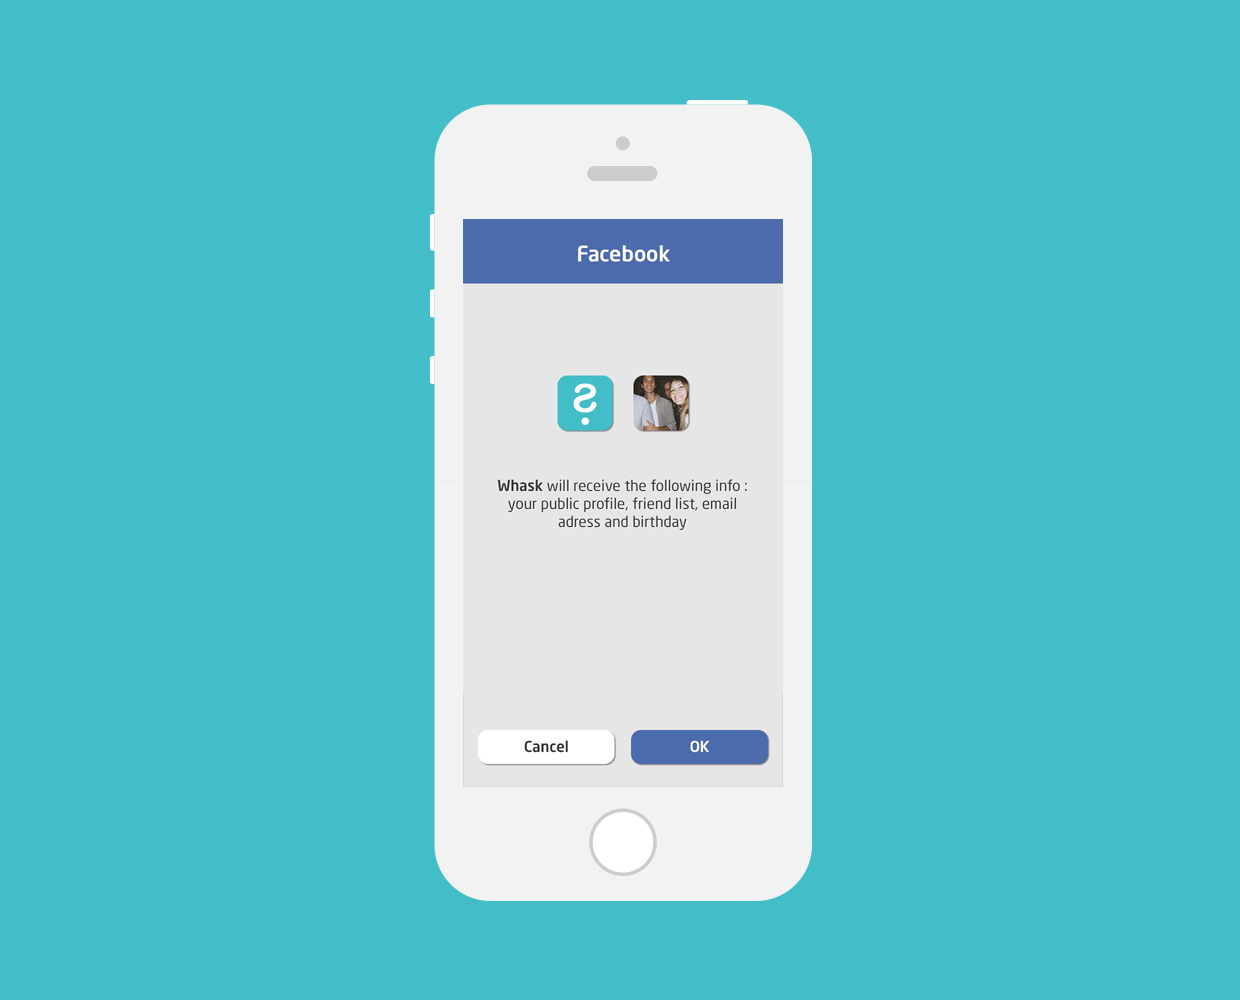 Facebook
Whask will receive the following info :
your public profile, friend list, email
adress and birthday
Cancel
OK